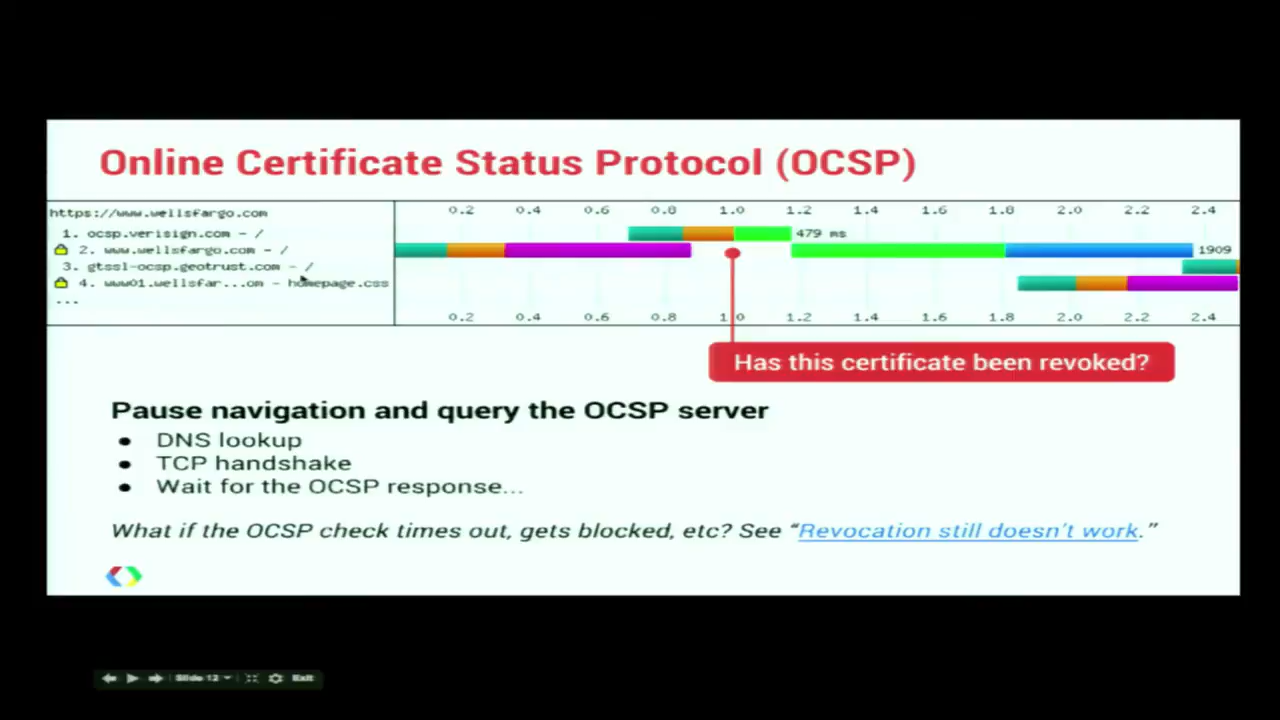 Online Certificate Status Protocol (OCSP)
https://www.wellsfargo.com 0.2 0.4 0.6 0.8 1.0 1.2 1.4 1.6 1.8 2.0 2.2 2.4
1. ocsp.verisign.com - / 479 ms
2. www.wellsfargo.com - / 1909
3. gtssl-ocsp.geotrust.com - /
4. www01.wellsfar...om - homepage.css
...
0.2 0.4 0.6 0.8 1.0 1.2 1.4 1.6 1.8 2.0 2.2 2.4
Has this certificate been revoked?
Pause navigation and query the OCSP server
● DNS lookup
● TCP handshake
● Wait for the OCSP response...
What if the OCSP check times out, gets blocked, etc? See “Revocation still doesn't work.”
Slide 12 Exit